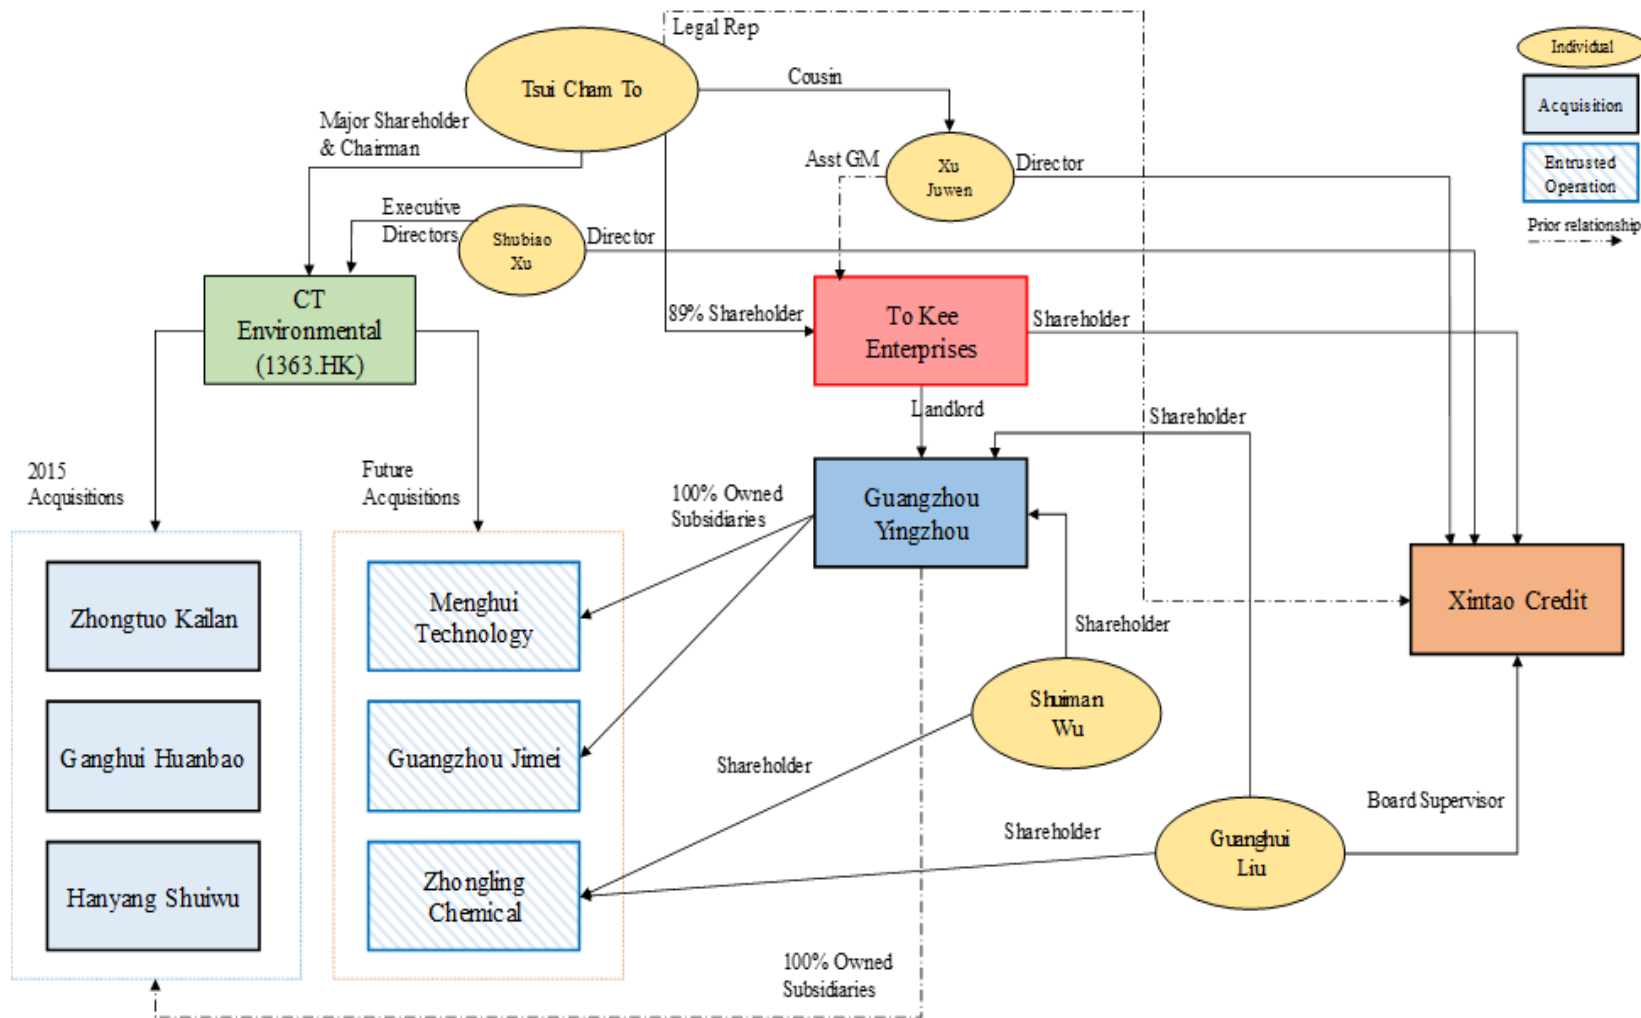 Legal Rep
Individual
Tsui Cham To
Cousin
Major Shareholder
& Chairman
Acquisition
Asst GM
Xu
Juwen
Director
Entrusted
Operation
Prior relationship
Executive
Directors
Shubiao
Xu
Director
CT
Environmental
(1363.HK)
89% Shareholder
To Kee
Enterprises
Shareholder
Landlord
Shareholder
2015
Acquisitions
Future
Acquisitions
100% Owned
Subsidiaries
Guangzhou
Yingzhou
Zhongtuo Kailan
Menghui
Technology
Xintao Credit
Shareholder
Shuiman
Wu
Ganghui Huanbao
Guangzhou Jimei
Shareholder
Board Supervisor
Shareholder
Guanghui
Liu
Hanyang Shuiwu
Zhongling
Chemical
100% Owned
Subsidiaries